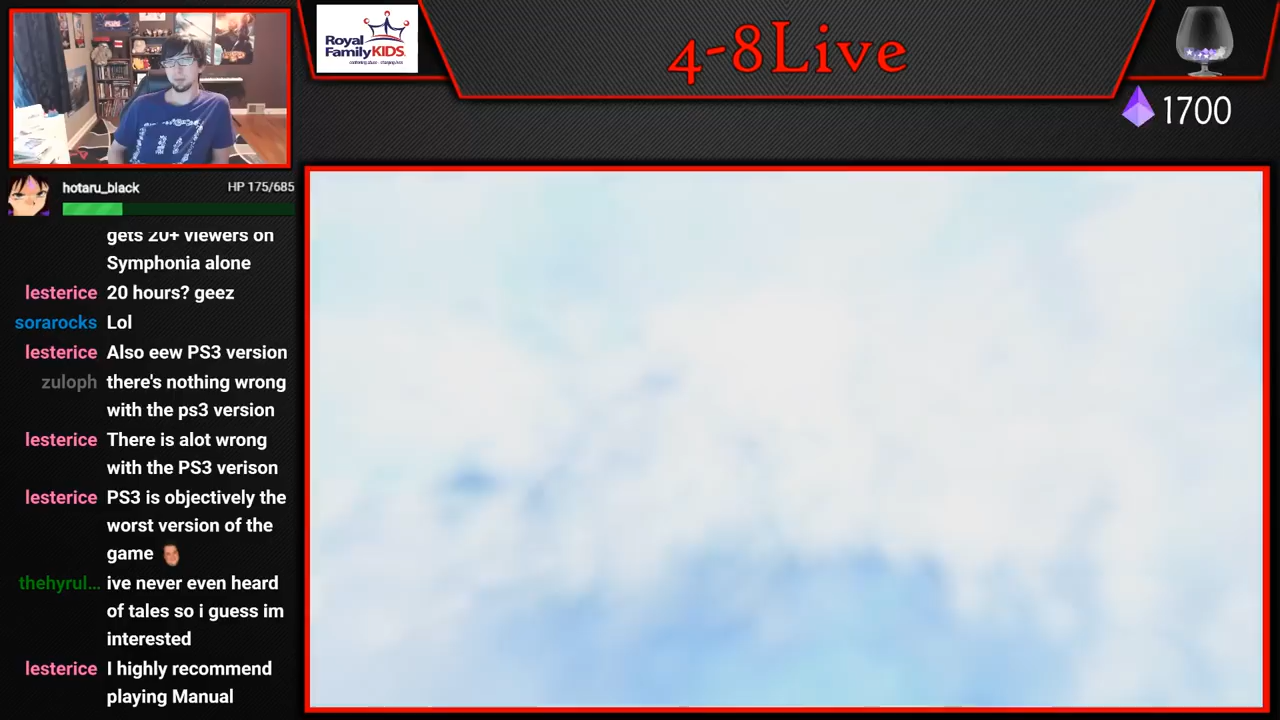 Royal
Family KIDS.
4-8Live
1700
hotaru_black HP 175/685
gets 20+ viewers on
Symphonia alone
lesterice 20 hours? geez
sorarocks Lol
lesterice Also eew PS3 version
zuloph there's nothing wrong
with the ps3 version
lesterice There is alot wrong
with the PS3 verison
lesterice PS3 is objectively the
worst version of the
game
thehyrul... ive never even heard
of tales so i guess im
interested
lesterice I highly recommend
playing Manual